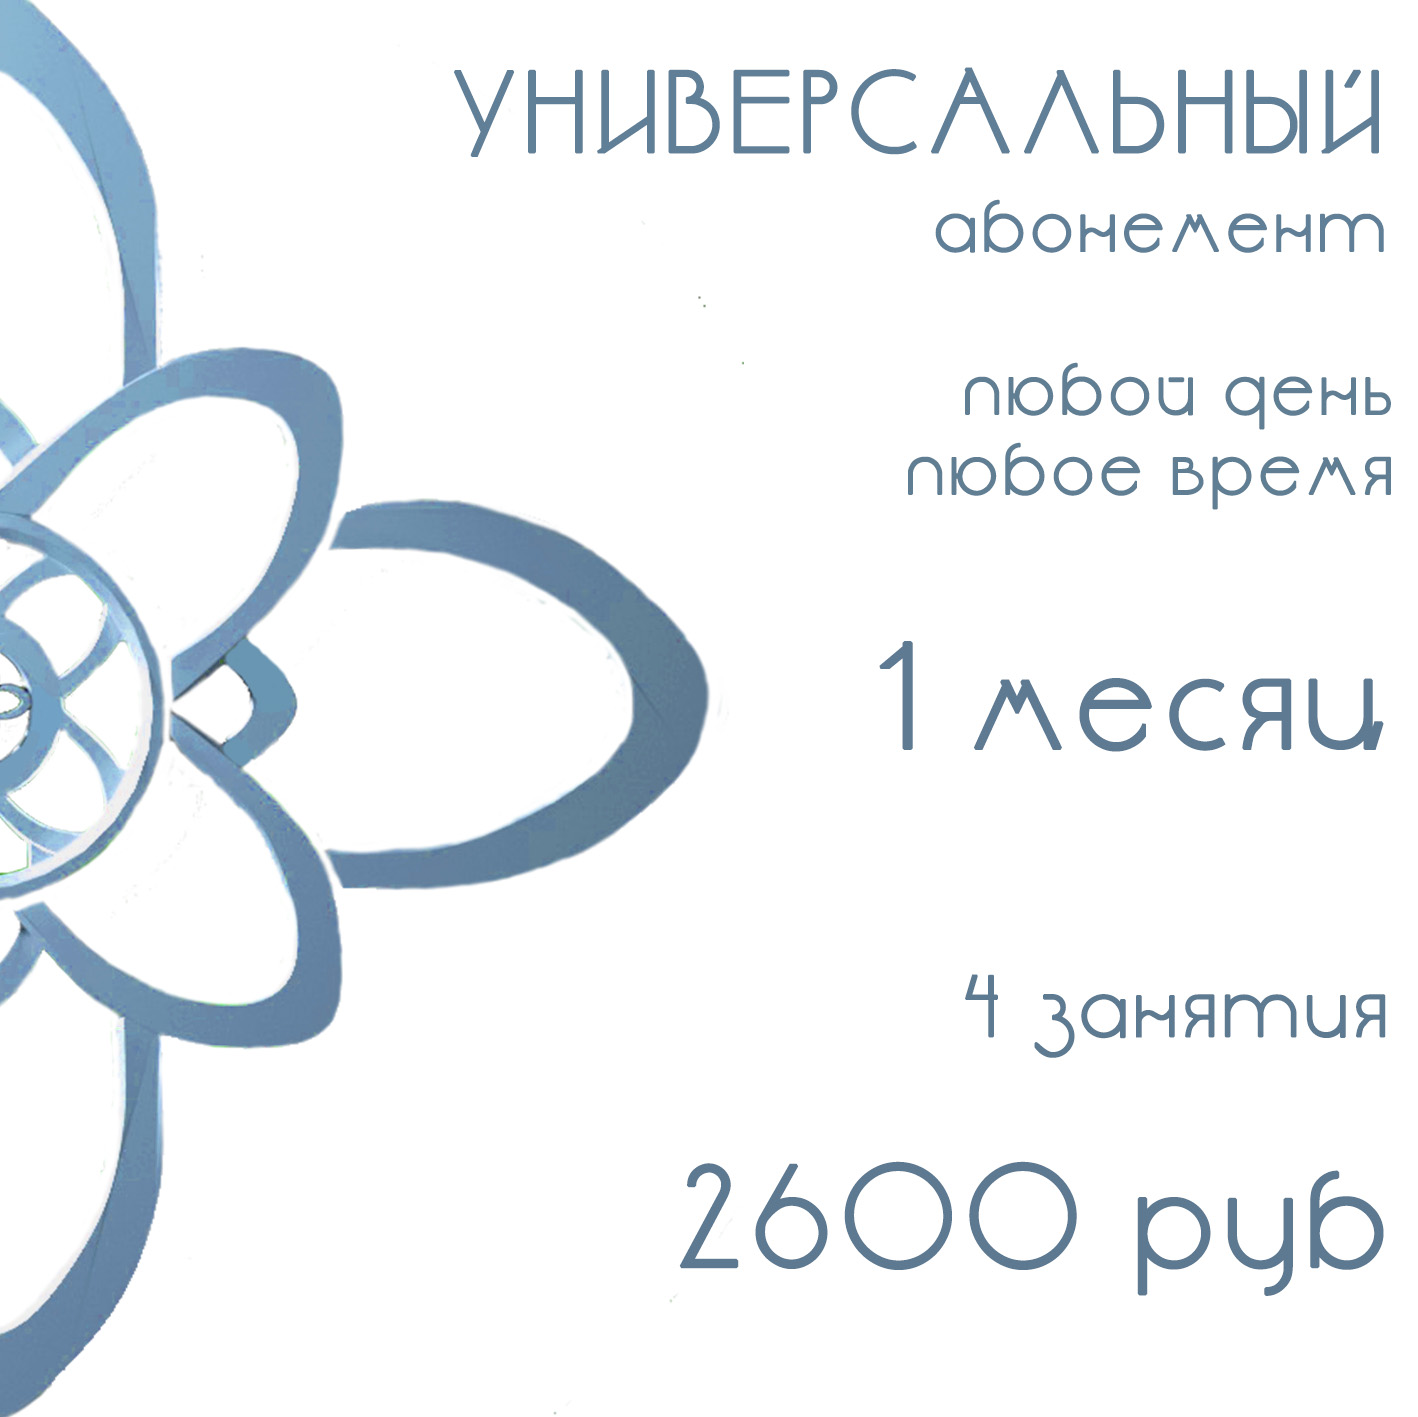 УНИВЕРСАЛЬНЫЙ
абонемент
любой день
любое время
1 месяц
4 занятия
2600 руб